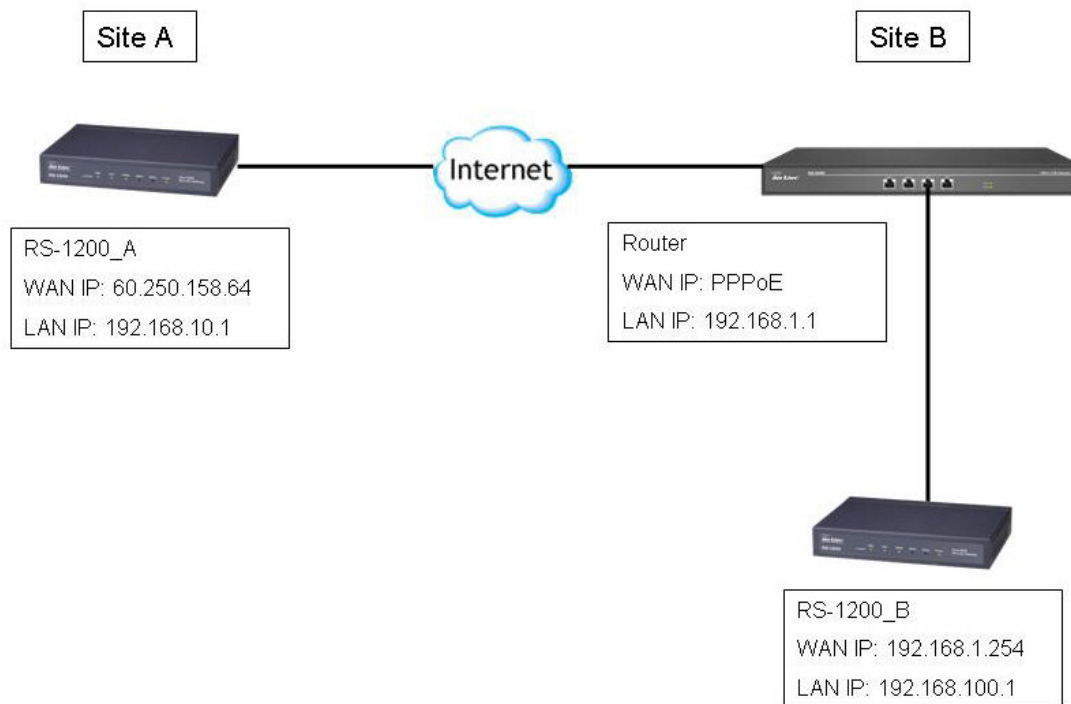 Site A
Site B
Internet
Air Live
RS-1200_A
WAN IP: 60.250.158.64
LAN IP: 192.168.10.1
Router
WAN IP: PPPoE
LAN IP: 192.168.1.1
RS-1200_B
WAN IP: 192.168.1.254
LAN IP: 192.168.100.1